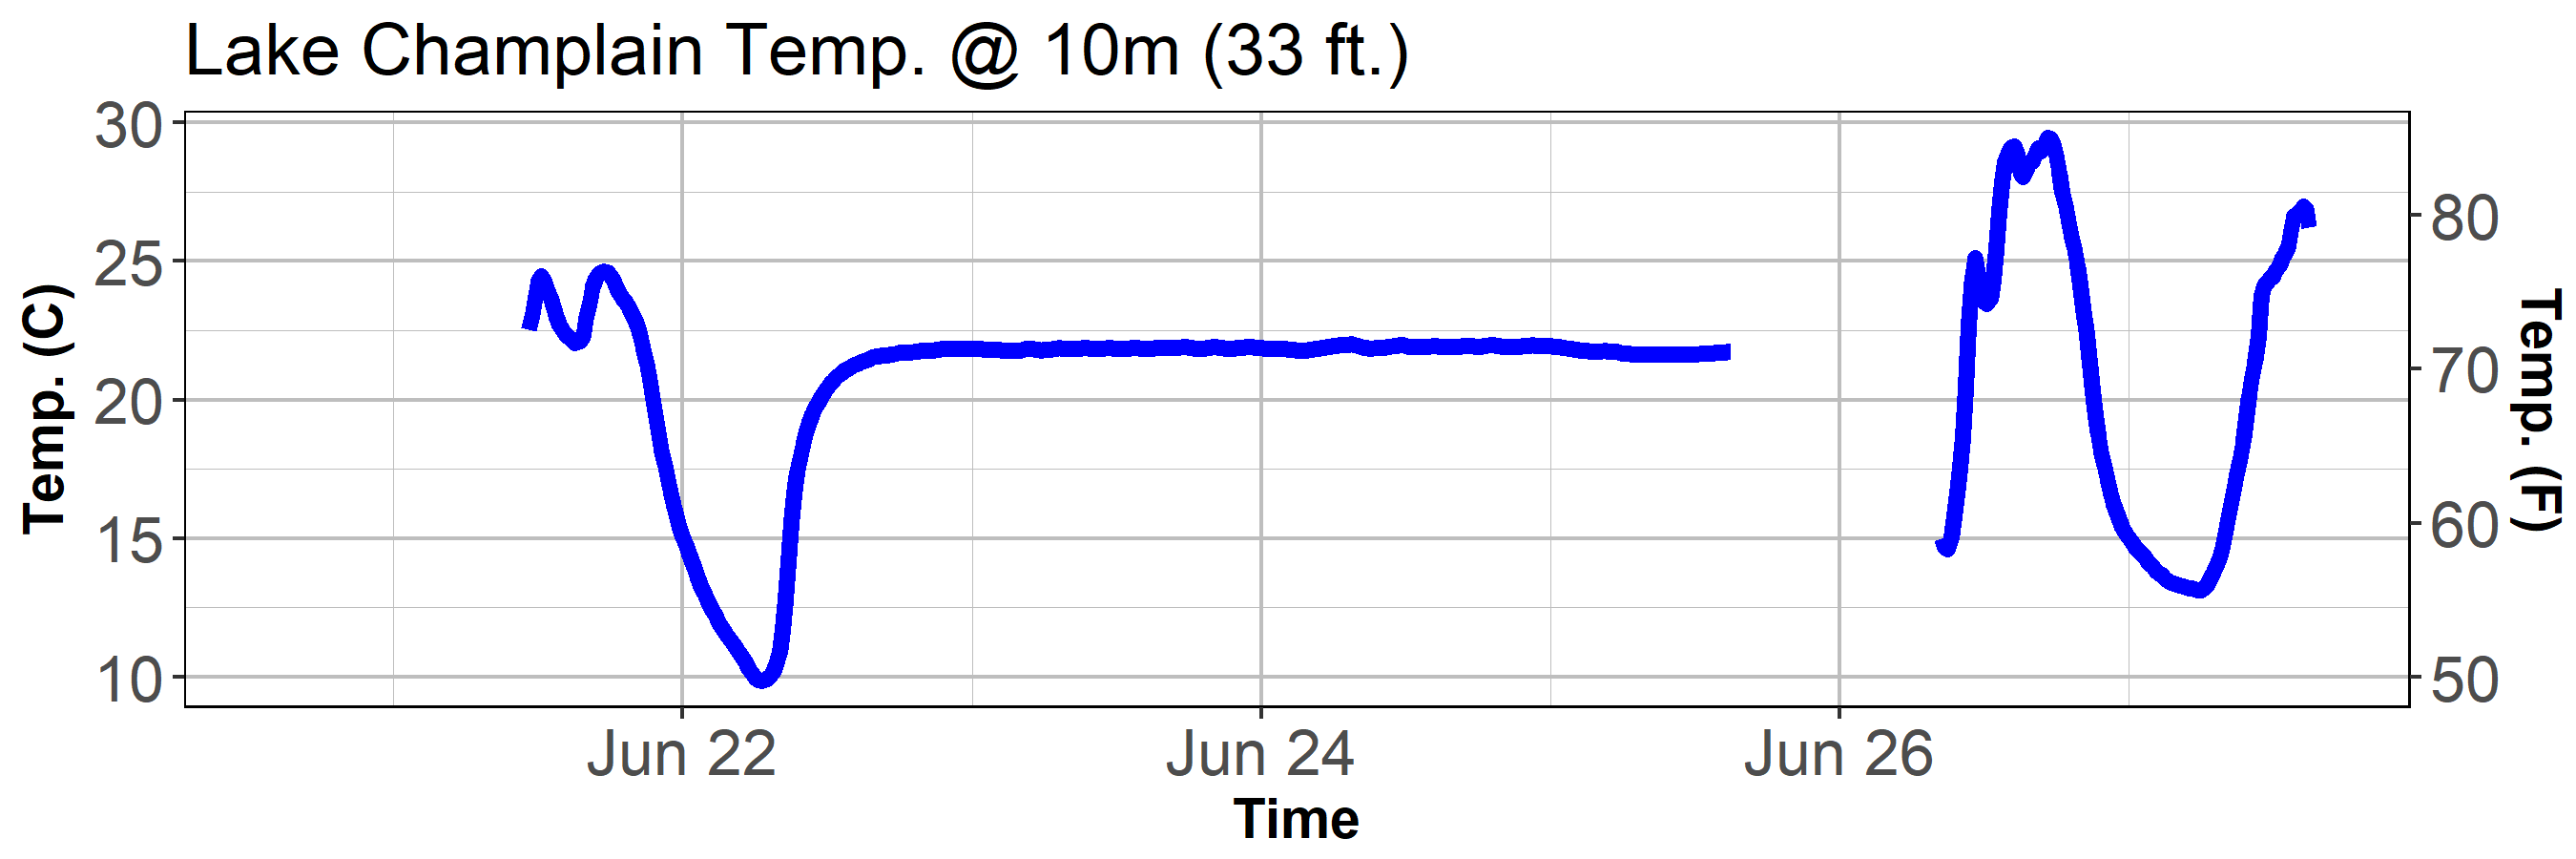 Lake Champlain Temp. @ 10m (33 ft.)
30
25
20
15
10
Temp. (C)
80
70
60
50
Temp. (F)
Jun 22 Jun 24 Jun 26
Time